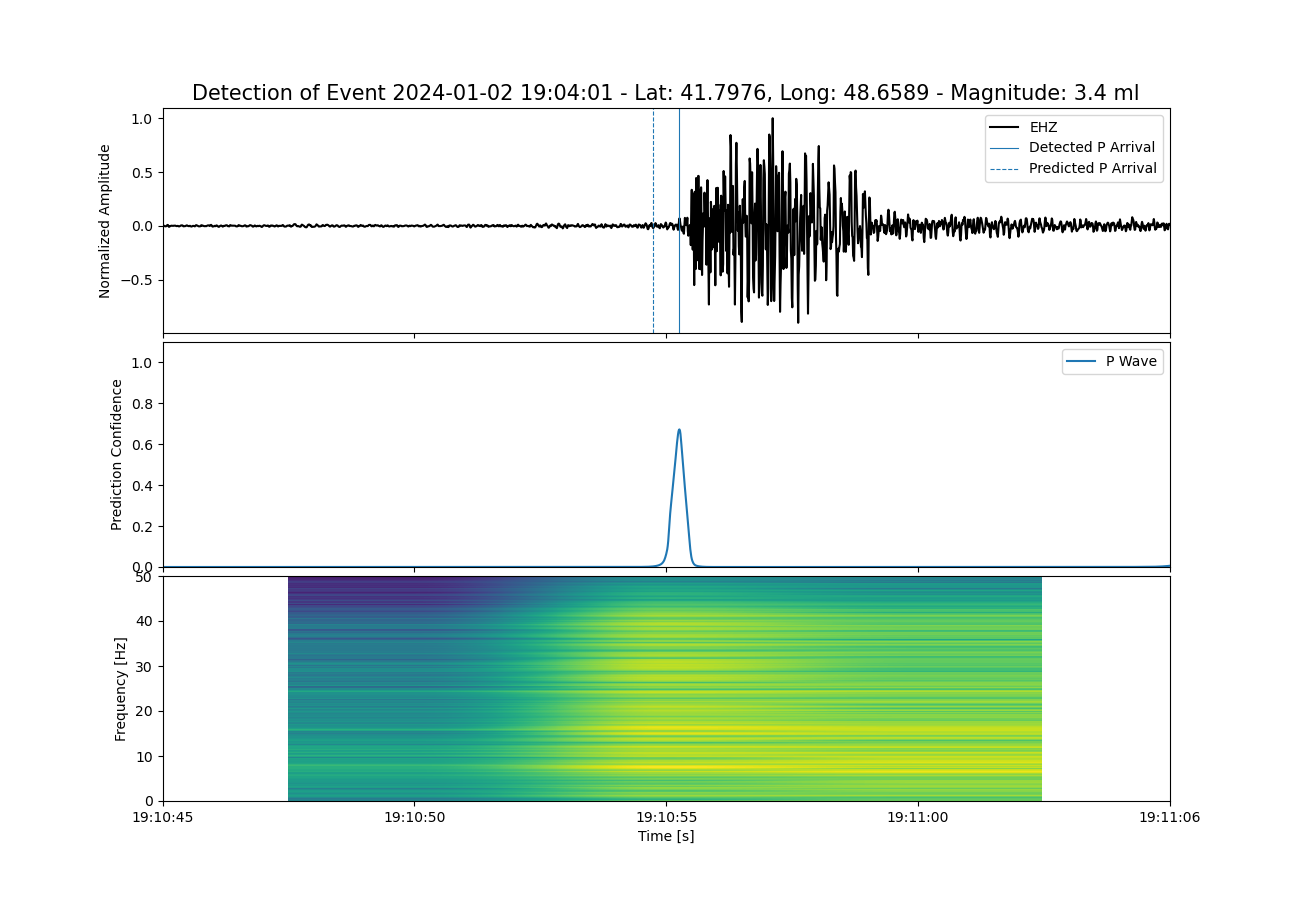 Detection of Event 2024-01-02 19:04:01 - Lat: 41.7976, Long: 48.6589 - Magnitude: 3.4 ml
1.0
0.5
0.0
−0.5
Normalized Amplitude
EHZ
Detected P Arrival
Predicted P Arrival
1.0
0.8
0.6
0.4
0.2
0.0
Prediction Confidence
P Wave
50
40
30
20
10
0
Frequency [Hz]
19:10:45 19:10:50 19:10:55 19:11:00 19:11:06
Time [s]